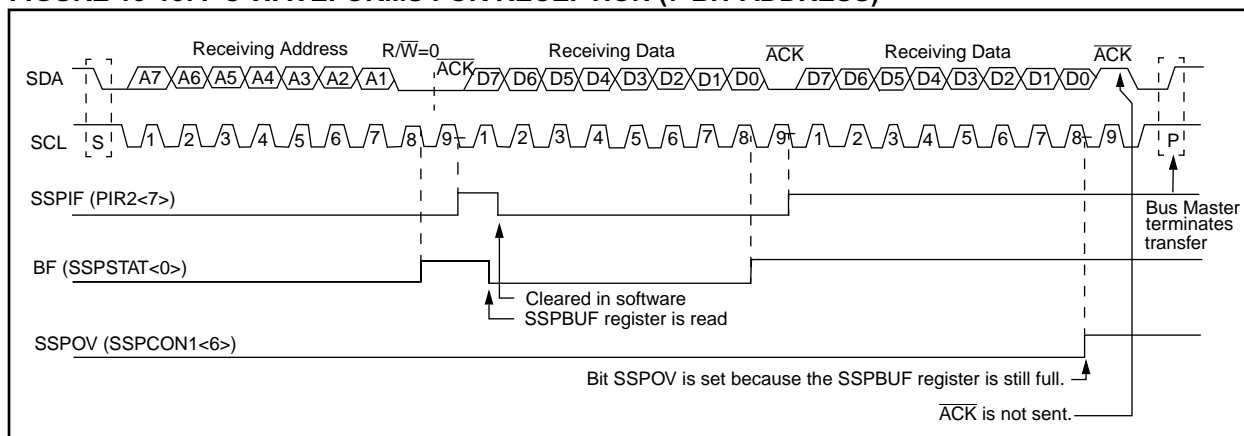 Receiving Address R/W=0 Receiving Data ACK Receiving Data ACK
ACK
SDA A7 A6 A5 A4 A3 A2 A1 D7 D6 D5 D4 D3 D2 D1 D0 D7 D6 D5 D4 D3 D2 D1 D0
SCL S 1 2 3 4 5 6 7 8 9 1 2 3 4 5 6 7 8 9 1 2 3 4 5 6 7 8 9 P
SSPIF (PIR2<7>)
Bus Master
terminates
transfer
BF (SSPSTAT<0>)
Cleared in software
SSPBUF register is read
SSPOV (SSPCON1<6>)
Bit SSPOV is set because the SSPBUF register is still full.
ACK is not sent.